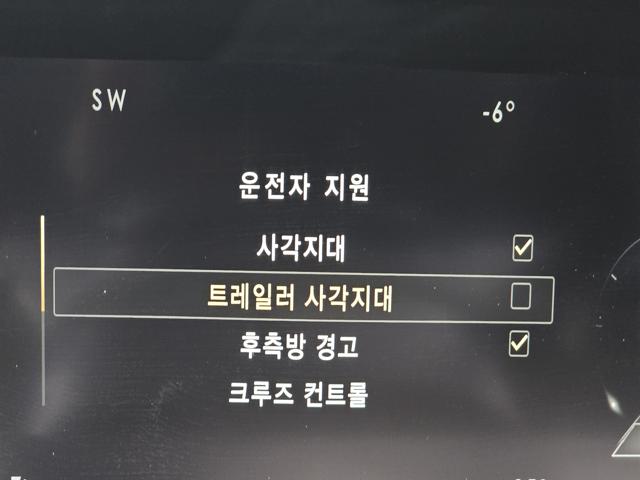 SW
-6°
운전자 지원
사각지대
트레일러 사각지대
후측방 경고
크루즈 컨트롤